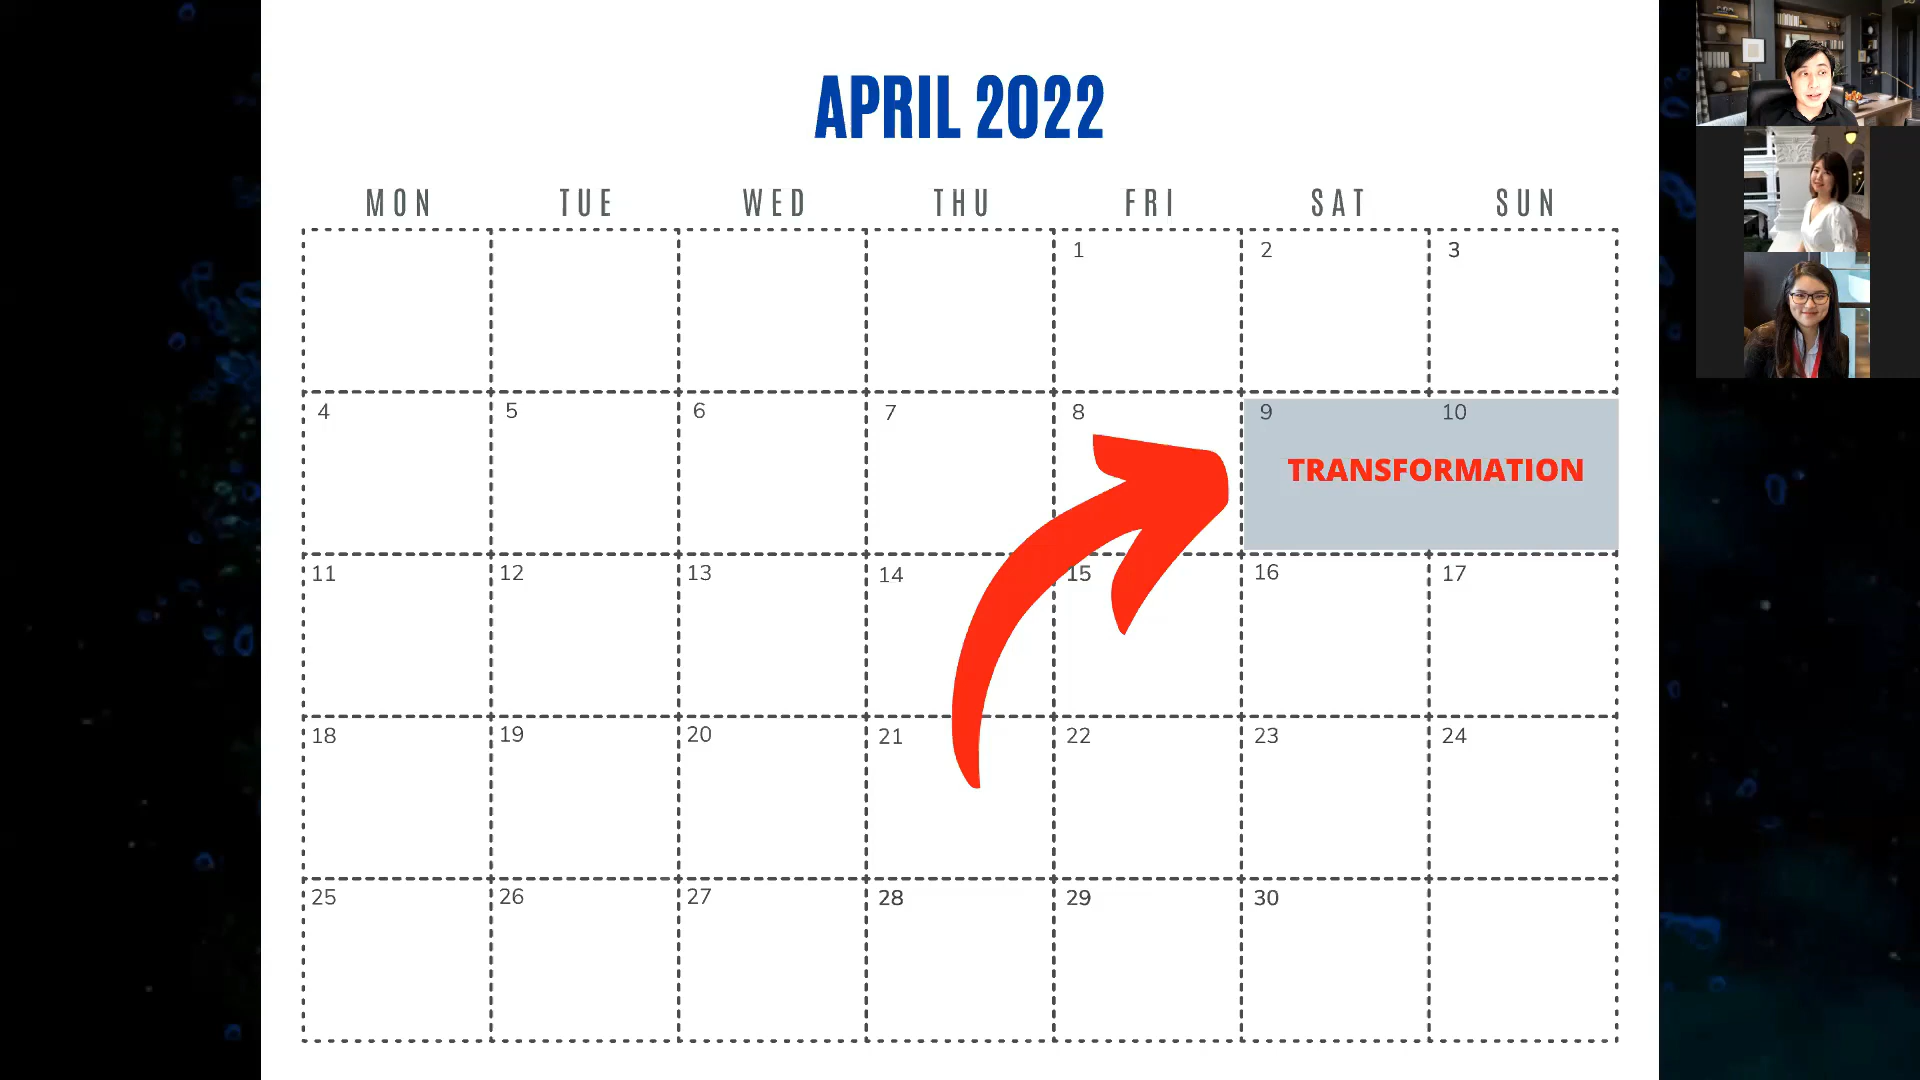 APRIL 2022
MON TUE WED THU FRI SAT SUN
1 2 3
4 5 6 7 8 9 10
TRANSFORMATION
11 12 13 14 15 16 17
18 19 20 21 22 23 24
25 26 27 28 29 30